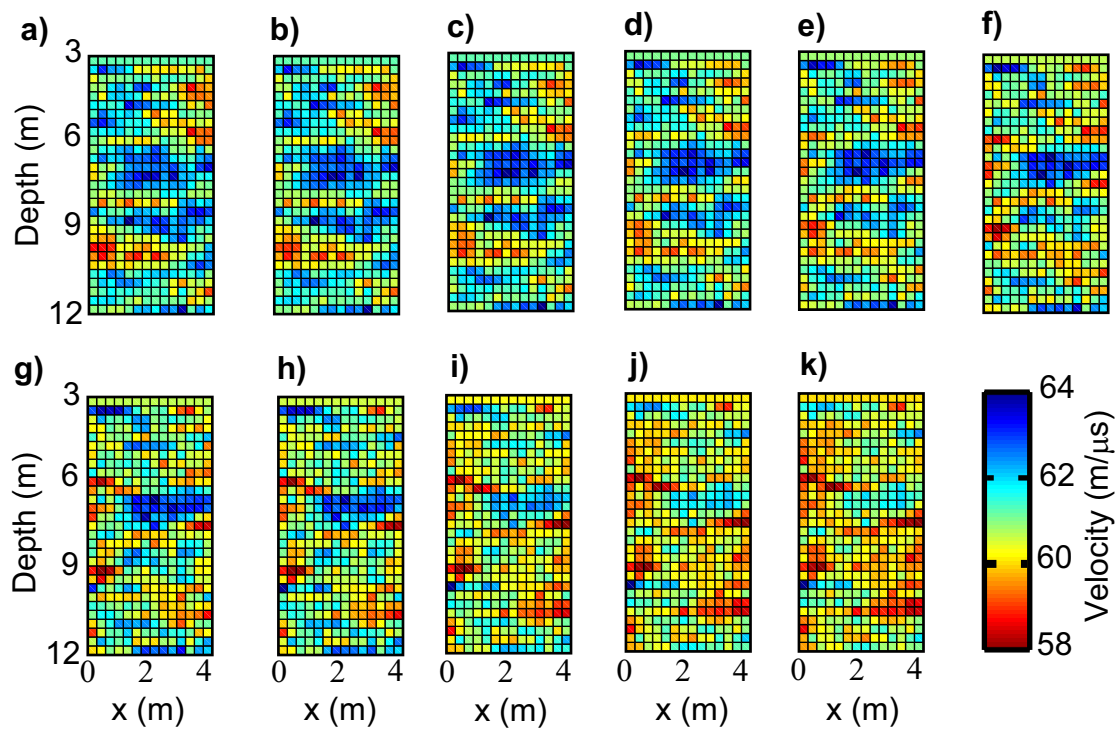 a) b) c) d) e) f)
3
6
9
12
Depth (m)
g) h) i) j) k)
3
6
9
12
Depth (m)
0 2 4 0 2 4 0 2 4 0 2 4 0 2 4
x (m) x (m) x (m) x (m) x (m)
64
62
60
58
Velocity (m/μs)